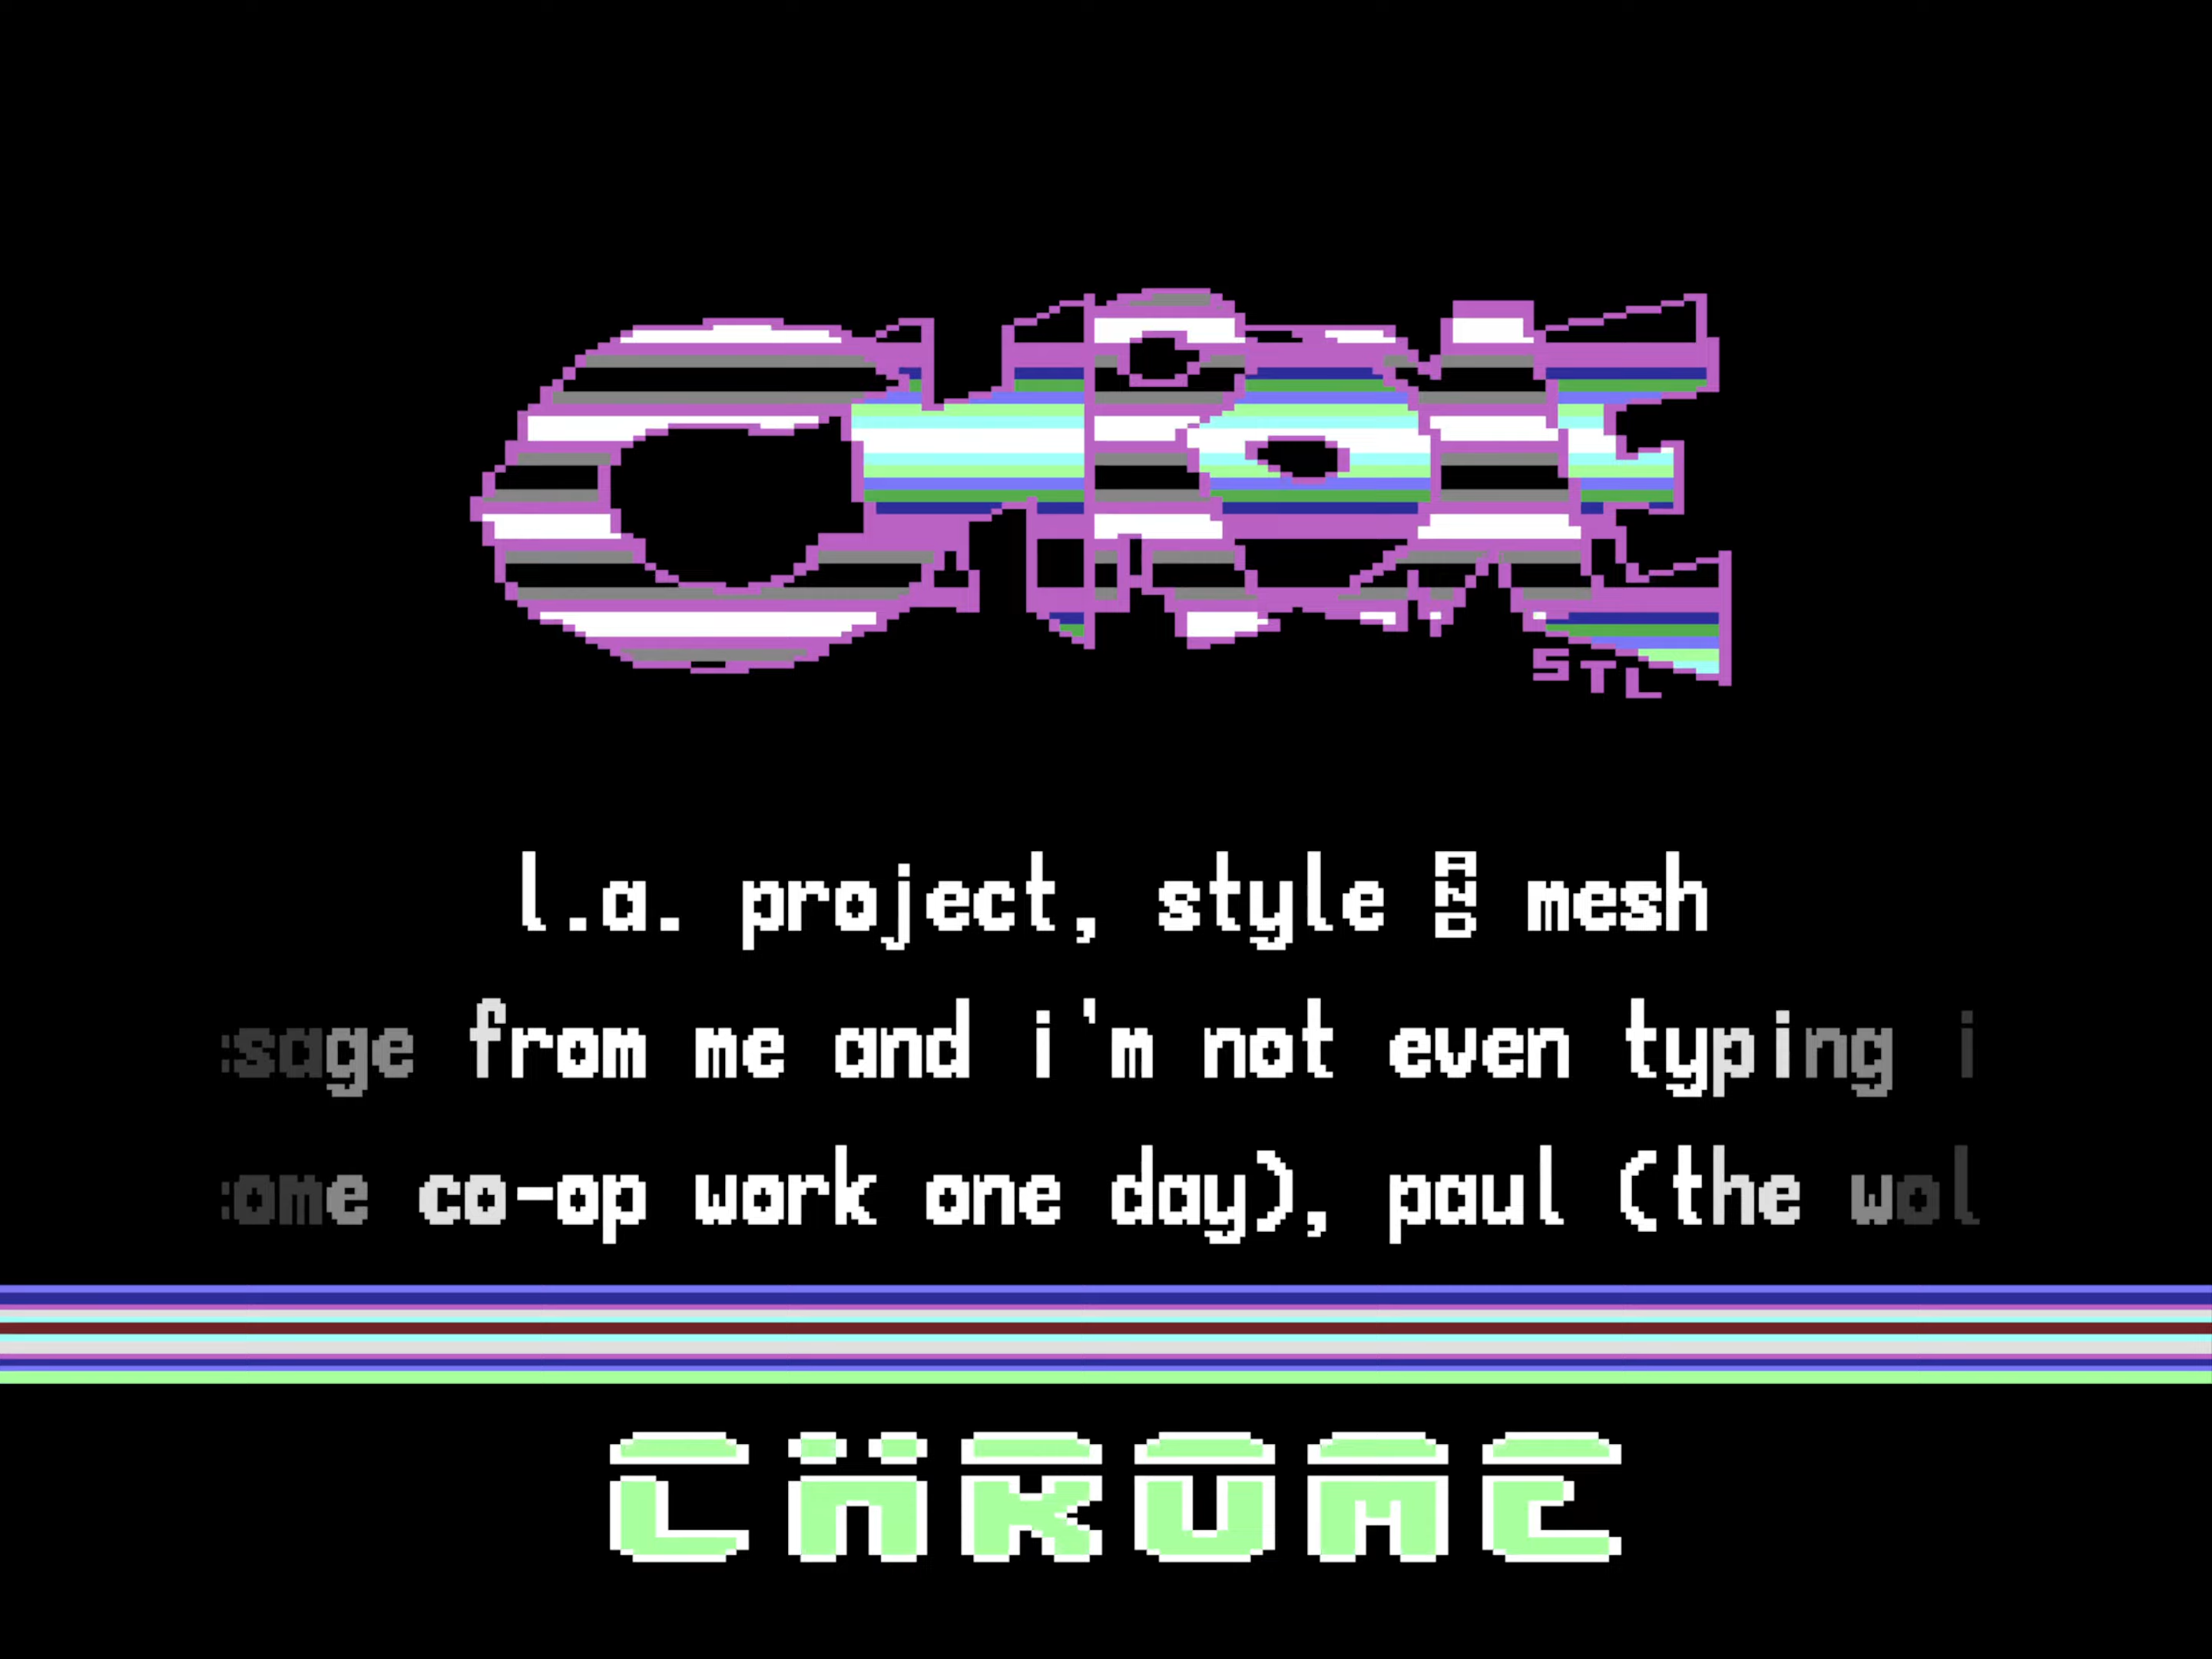 STL
l.a. project, style AND mesh
sage from me and i'm not even typing i
ome co-op work one day), paul (the wol
CHROME